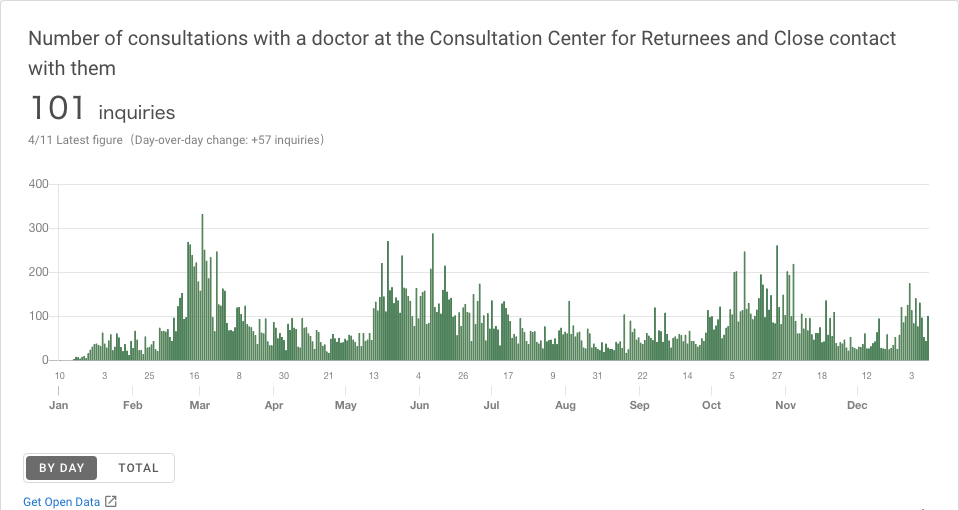 Number of consultations with a doctor at the Consultation Center for Returnees and Close contact
with them
101 inquiries
4/11 Latest figure（Day-over-day change: +57 inquiries）
400
300
200
100
0
10 3 25 16 8 30 21 13 4 26 17 9 31 22 14 5 27 18 12 3
Jan Feb Mar Apr May Jun Jul Aug Sep Oct Nov Dec
BY DAY TOTAL
Get Open Data